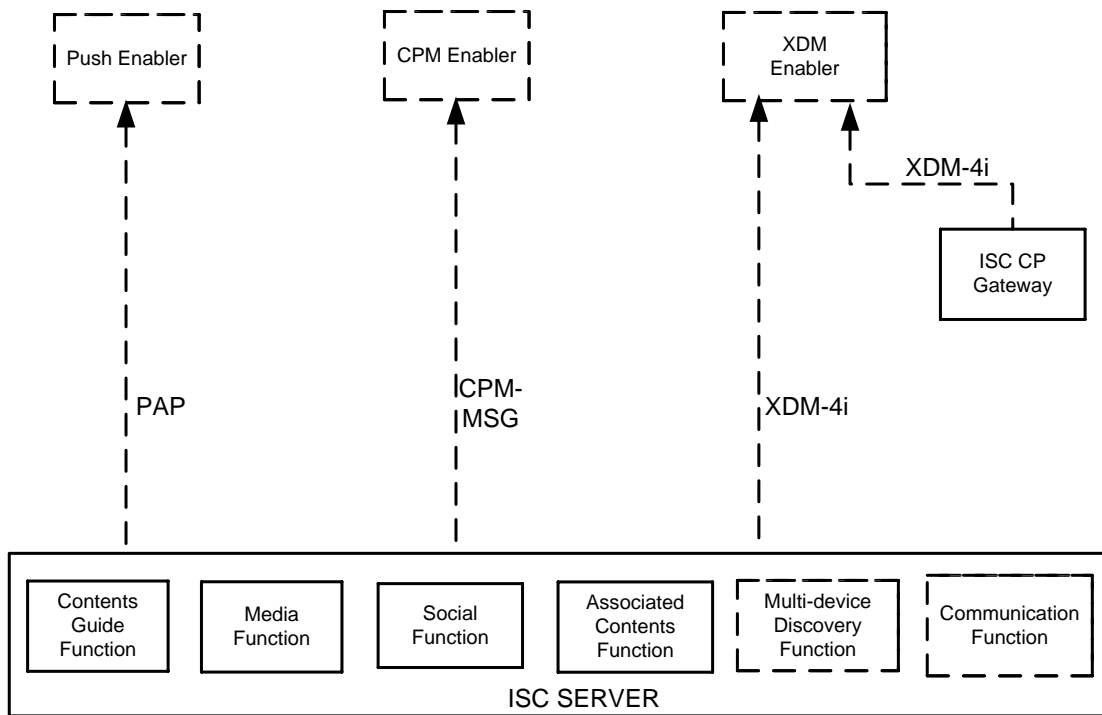 Push Enabler
CPM Enabler
XDM
Enabler
XDM-4i
ISC CP
Gateway
PAP
CPM-
MSG
XDM-4i
Contents
Guide
Function
Media
Function
Social
Function
Associated
Contents
Function
Multi-device
Discovery
Function
Communication
Function
ISC SERVER